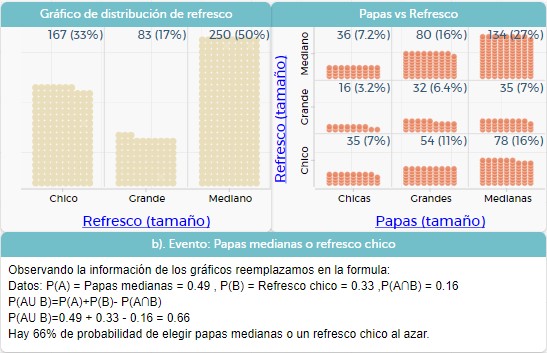 Gráfico de distribución de refresco
167 (33%)
83 (17%)
250 (50%)
Chico
Grande
Mediano
Refresco (tamaño)
Papas vs Refresco
Refresco (tamaño)
Mediano
36 (7.2%)
80 (16%)
134 (27%)
Grande
16 (3.2%)
32 (6.4%)
35 (7%)
Chico
35 (7%)
54 (11%)
78 (16%)
Chicas
Grandes
Medianas
Papas (tamaño)
b). Evento: Papas medianas o refresco chico
Observando la información de los gráficos reemplazamos en la formula:
Datos: P(A) = Papas medianas = 0.49 , P(B) = Refresco chico = 0.33 ,P(A∩B) = 0.16
P(AU B)=P(A)+P(B)- P(A∩B)
P(AU B)=0.49 + 0.33 - 0.16 = 0.66
Hay 66% de probabilidad de elegir papas medianas o un refresco chico al azar.